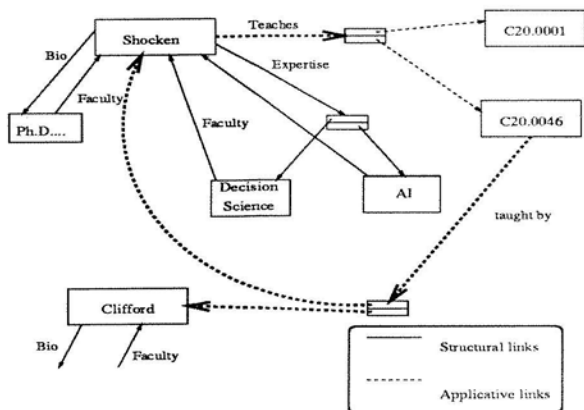 Teaches
C20.0001
Shocken
Bio
Expertise
Faculty
Faculty
Ph.D....
C20.0046
Decision
Science
AI
taught by
Clifford
Bio
Faculty
Structural links
Applicative links